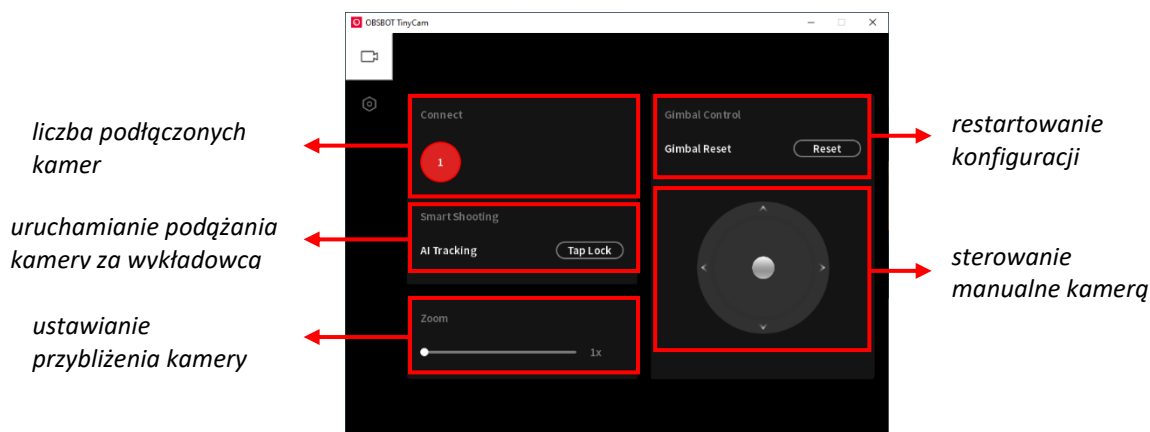 OBSBOT TinyCam
liczba podłączonych
kamer
uruchamianie podążania
kamery za wykładowcą
ustawianie
przybliżenia kamery
Connect
1
Smart Shooting
AI Tracking Tap Lock
Zoom
1x
Gimbal Control
Gimbal Reset Reset
restartowanie
konfiguracji
sterowanie
manualne kamerą